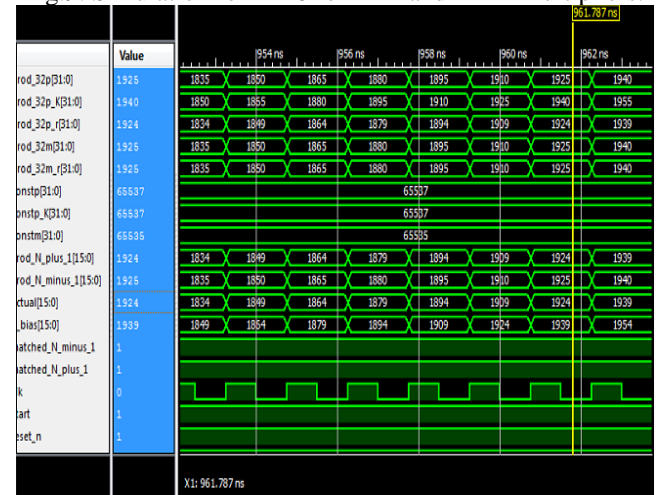 961.787 ns
Value
954 ns 956 ns 958 ns 960 ns 962 ns
rod_32p[31:0] 1925 1835 1850 1865 1880 1895 1910 1925 1940
rod_32p_K[31:0] 1940 1850 1865 1880 1895 1910 1925 1940 1955
rod_32p_r[31:0] 1924 1834 1849 1864 1879 1894 1909 1924 1939
rod_32m[31:0] 1925 1835 1850 1865 1880 1895 1910 1925 1940
rod_32m_r[31:0] 1925 1835 1850 1865 1880 1895 1910 1925 1940
onstp[31:0] 65537 65537
onstp_K[31:0] 65537 65537
onstm[31:0] 65535 65535
rod_N_plus_1[15:0] 1924 1834 1849 1864 1879 1894 1909 1924 1939
rod_N_minus_1[15:0] 1925 1835 1850 1865 1880 1895 1910 1925 1940
ctual[15:0] 1924 1834 1849 1864 1879 1894 1909 1924 1939
_bias[15:0] 1939 1849 1854 1879 1894 1909 1924 1939 1954
atched_N_minus_1 1
atched_N_plus_1 1
k 0
tart 1
eset_n 1
X1: 961.787 ns